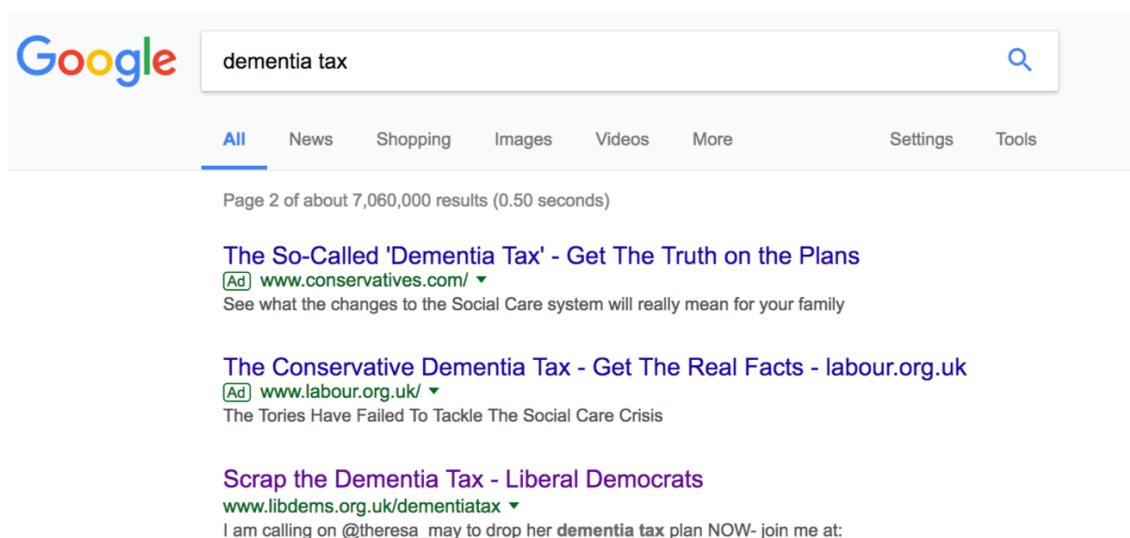 Google
dementia tax
All News Shopping Images Videos More Settings Tools
Page 2 of about 7,060,000 results (0.50 seconds)
The So-Called 'Dementia Tax' - Get The Truth on the Plans
Ad www.conservatives.com/
See what the changes to the Social Care system will really mean for your family
The Conservative Dementia Tax - Get The Real Facts - labour.org.uk
Ad www.labour.org.uk/
The Tories Have Failed To Tackle The Social Care Crisis
Scrap the Dementia Tax - Liberal Democrats
www.libdems.org.uk/dementiatax
I am calling on @theresa_may to drop her dementia tax plan NOW- join me at: